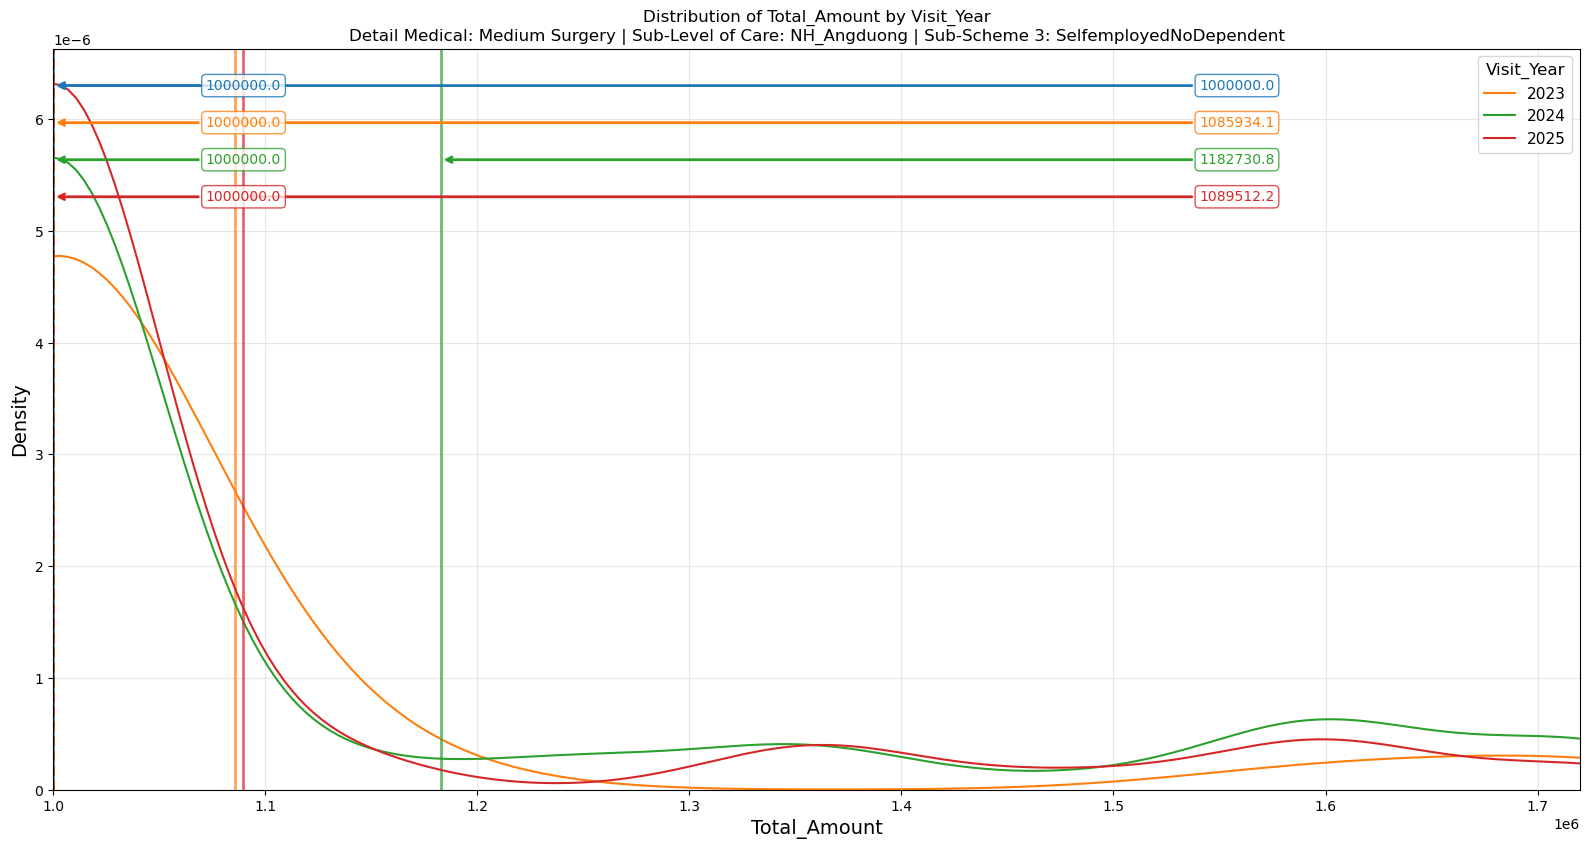 Distribution of Total_Amount by Visit_Year
Detail Medical: Medium Surgery | Sub-Level of Care: NH_Angduong | Sub-Scheme 3: SelfemployedNoDependent
1e−6
Visit_Year
2023
2024
2025
1000000.0 1000000.0
1000000.0 1085934.1
1000000.0 1182730.8
1000000.0 1089512.2
6
5
4
3
2
1
0
Density
1.0 1.1 1.2 1.3 1.4 1.5 1.6 1.7
1e6
Total_Amount